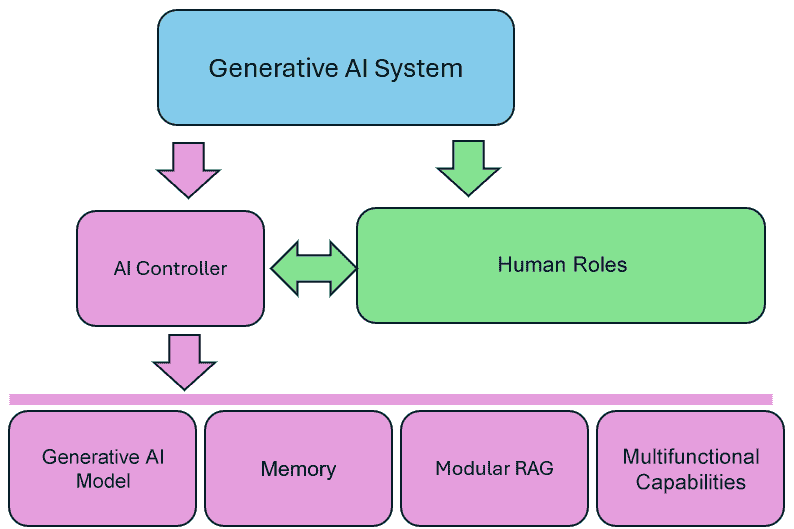 Generative AI System
AI Controller
Human Roles
Generative AI
Model
Memory
Modular RAG
Multifunctional
Capabilities